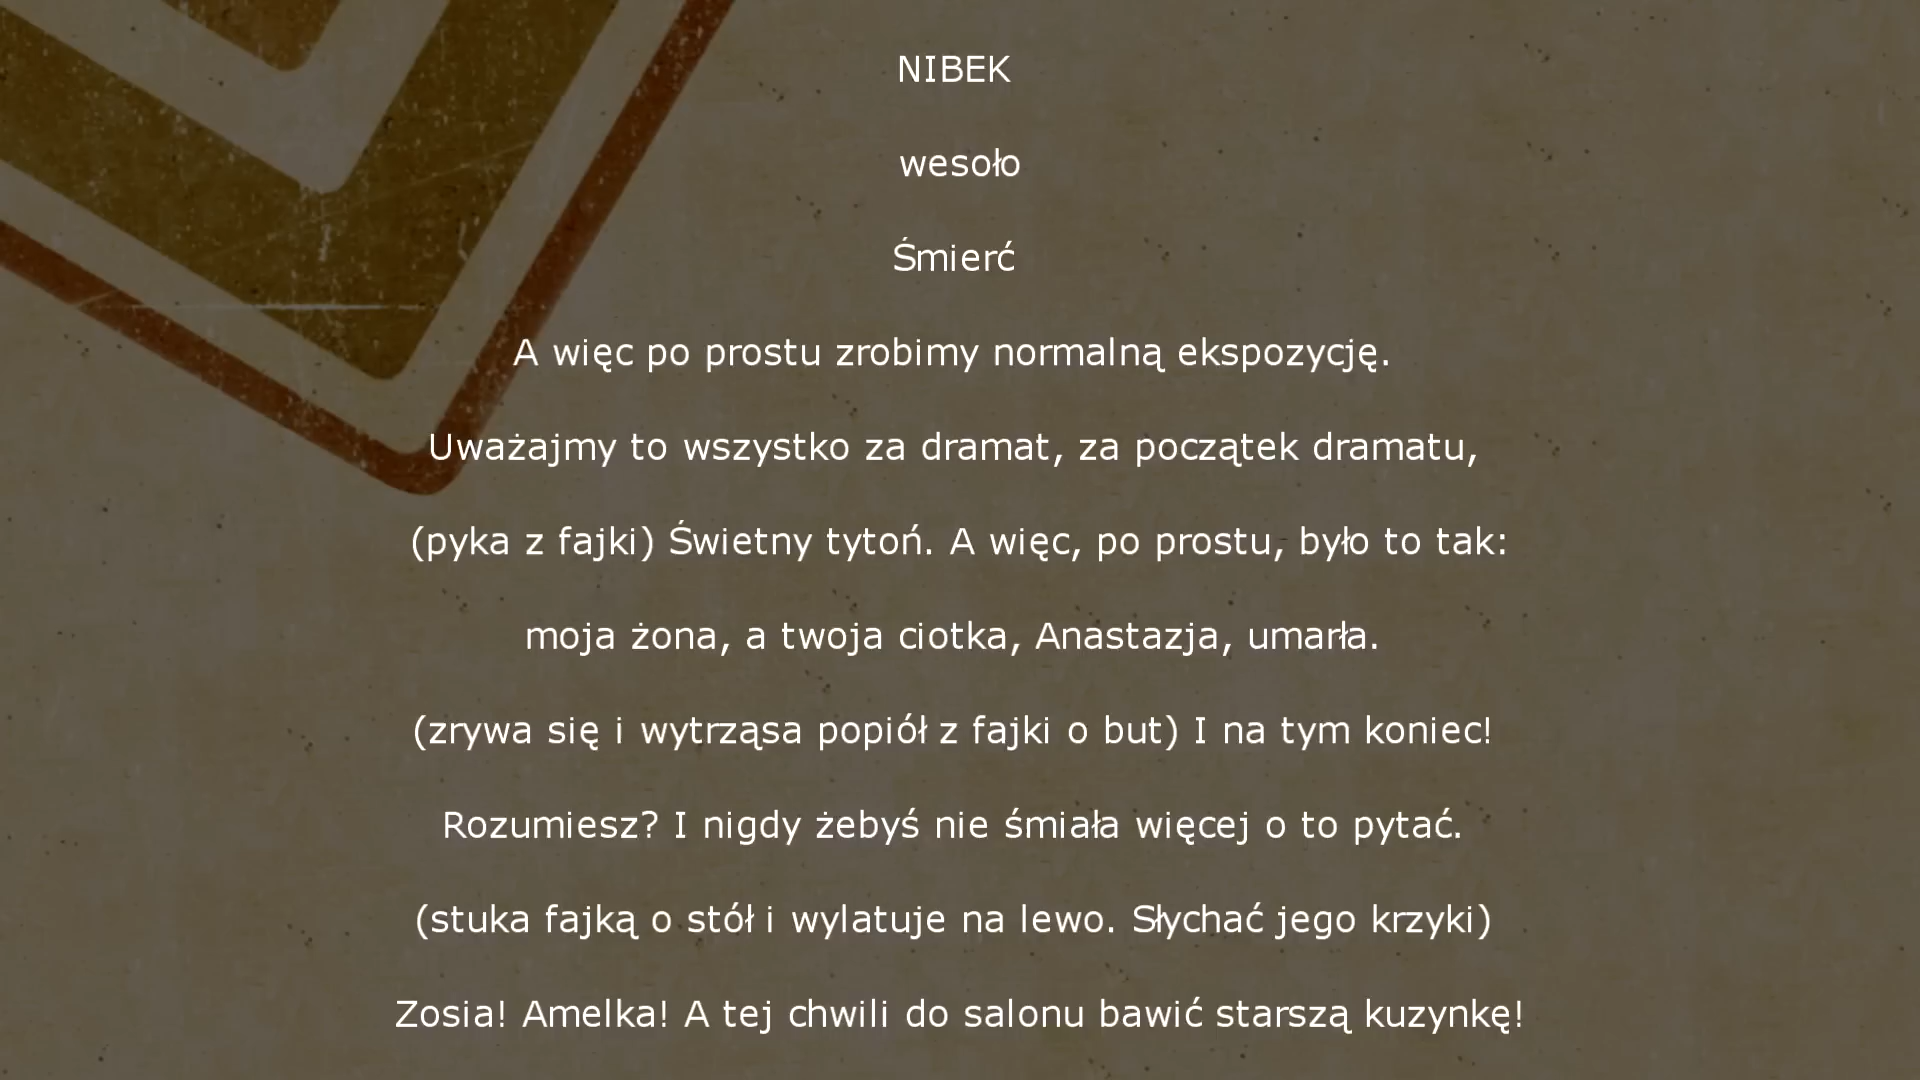 NIBEK
wesoło
Śmierć
A więc po prostu zrobimy normalną ekspozycję.
Uważajmy to wszystko za dramat, za początek dramatu,
(pyka z fajki) Świetny tytoń. A więc, po prostu, było to tak:
moja żona, a twoja ciotka, Anastazja, umarła.
(zrywa się i wytrząsa popiół z fajki o but) I na tym koniec!
Rozumiesz? I nigdy żebyś nie śmiała więcej o to pytać.
(stuka fajką o stół i wylatuje na lewo. Słychać jego krzyki)
Zosia! Amelka! A tej chwili do salonu bawić starszą kuzynkę!